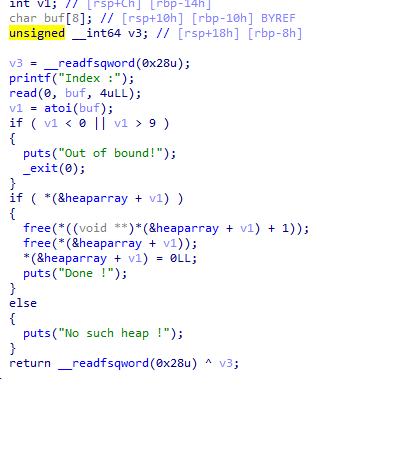 int v1; // [rsp+Ch] [rbp-14h]
char buf[8]; // [rsp+10h] [rbp-10h] BYREF
unsigned __int64 v3; // [rsp+18h] [rbp-8h]
v3 = __readfsqword(0x28u);
printf("Index :");
read(0, buf, 4uLL);
v1 = atoi(buf);
if ( v1 < 0 || v1 > 9 )
{
puts("Out of bound!");
_exit(0);
}
if ( *(&heaparray + v1) )
{
free(*((void **)*(&heaparray + v1) + 1));
free(*(&heaparray + v1));
*(&heaparray + v1) = 0LL;
puts("Done !");
}
else
{
puts("No such heap !");
}
return __readfsqword(0x28u) ^ v3;